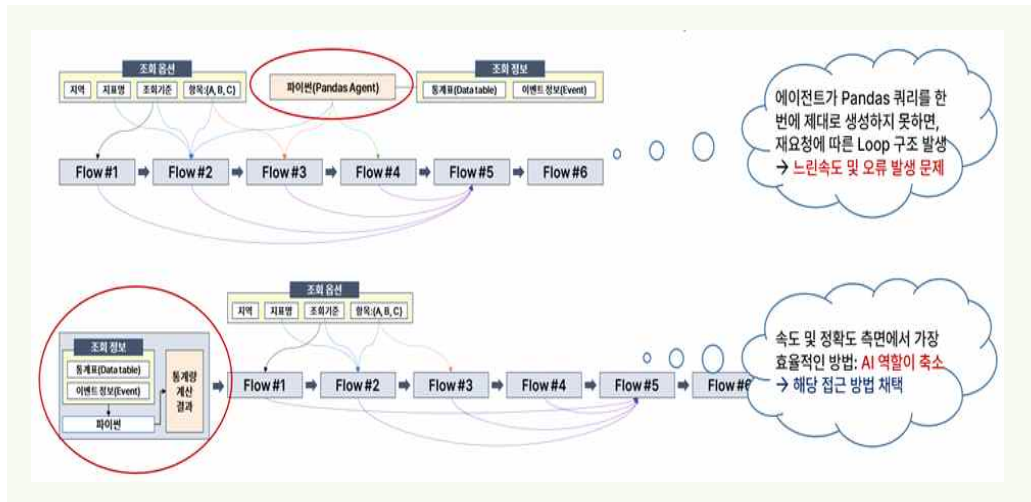 조회 옵션
지역 지표명 조회기준 항목:(A, B, C)
파이썬(Pandas Agent)
조회 정보
통계표(Data table) 이벤트 정보(Event)
Flow #1 Flow #2 Flow #3 Flow #4 Flow #5 Flow #6
에이전트가 Pandas 쿼리를 한
번에 제대로 생성하지 못하면,
재요청에 따른 Loop 구조 발생
→ 느린속도 및 오류 발생 문제
조회 옵션
지역 지표명 조회기준 항목:(A, B, C)
조회 정보
통계표(Data table)
이벤트 정보(Event)
파이썬
통계량
계산
결과
Flow #1 Flow #2 Flow #3 Flow #4 Flow #5 Flow #6
속도 및 정확도 측면에서 가장
효율적인 방법: AI 역할이 축소
→ 해당 접근 방법 채택